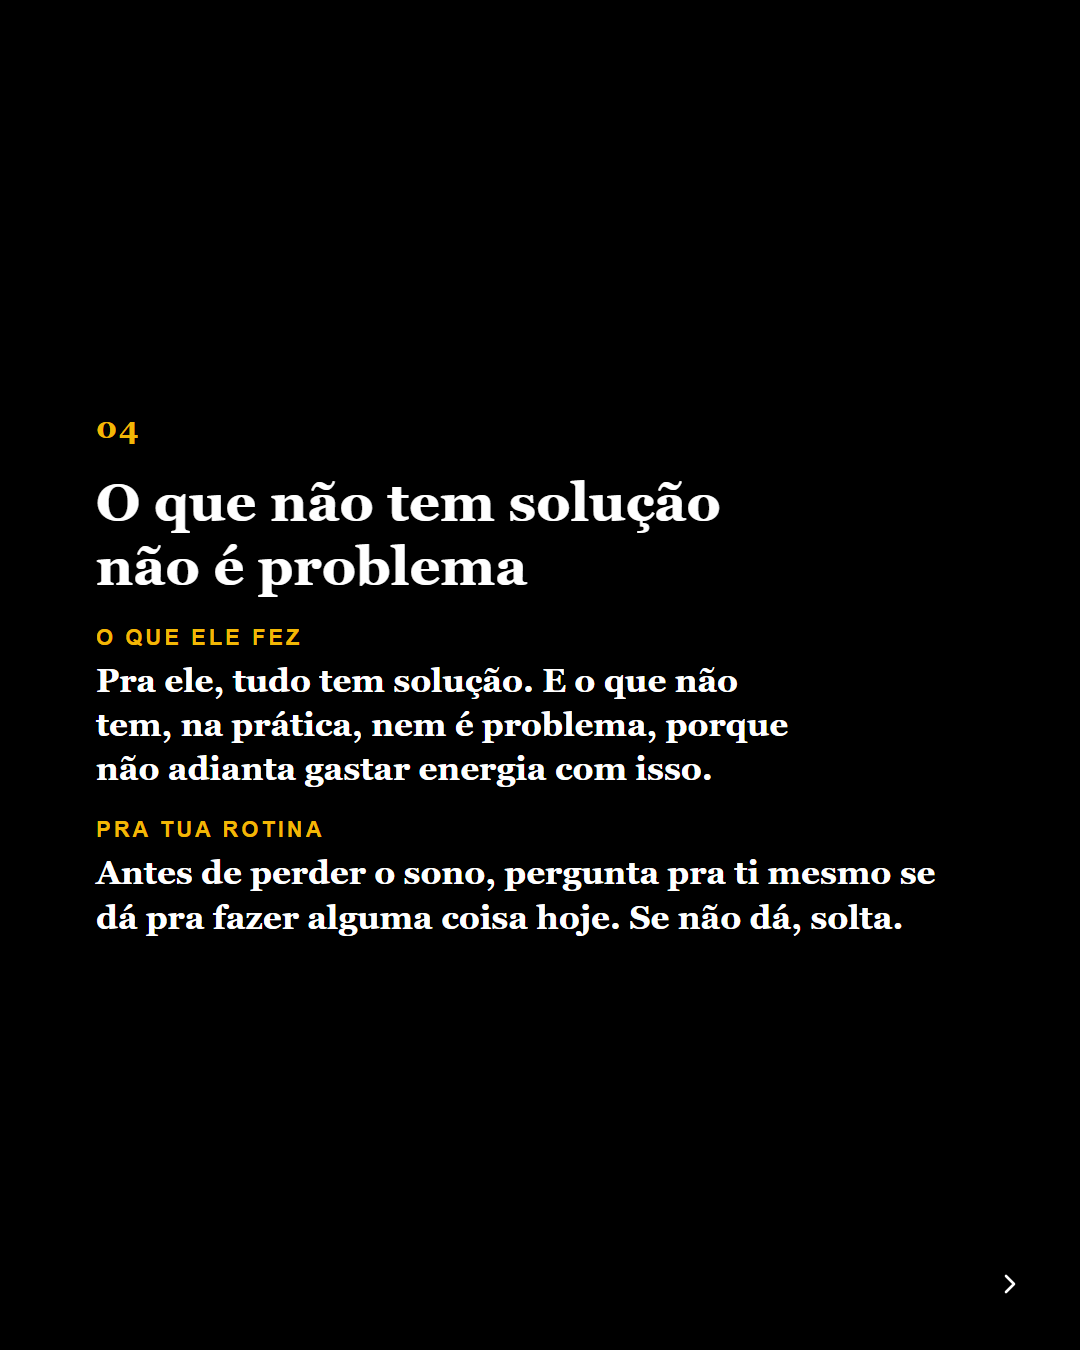 04
O que não tem solução
não é problema
O QUE ELE FEZ
Pra ele, tudo tem solução. E o que não
tem, na prática, nem é problema, porque
não adianta gastar energia com isso.
PRA TUA ROTINA
Antes de perder o sono, pergunta pra ti mesmo se
dá pra fazer alguma coisa hoje. Se não dá, solta.